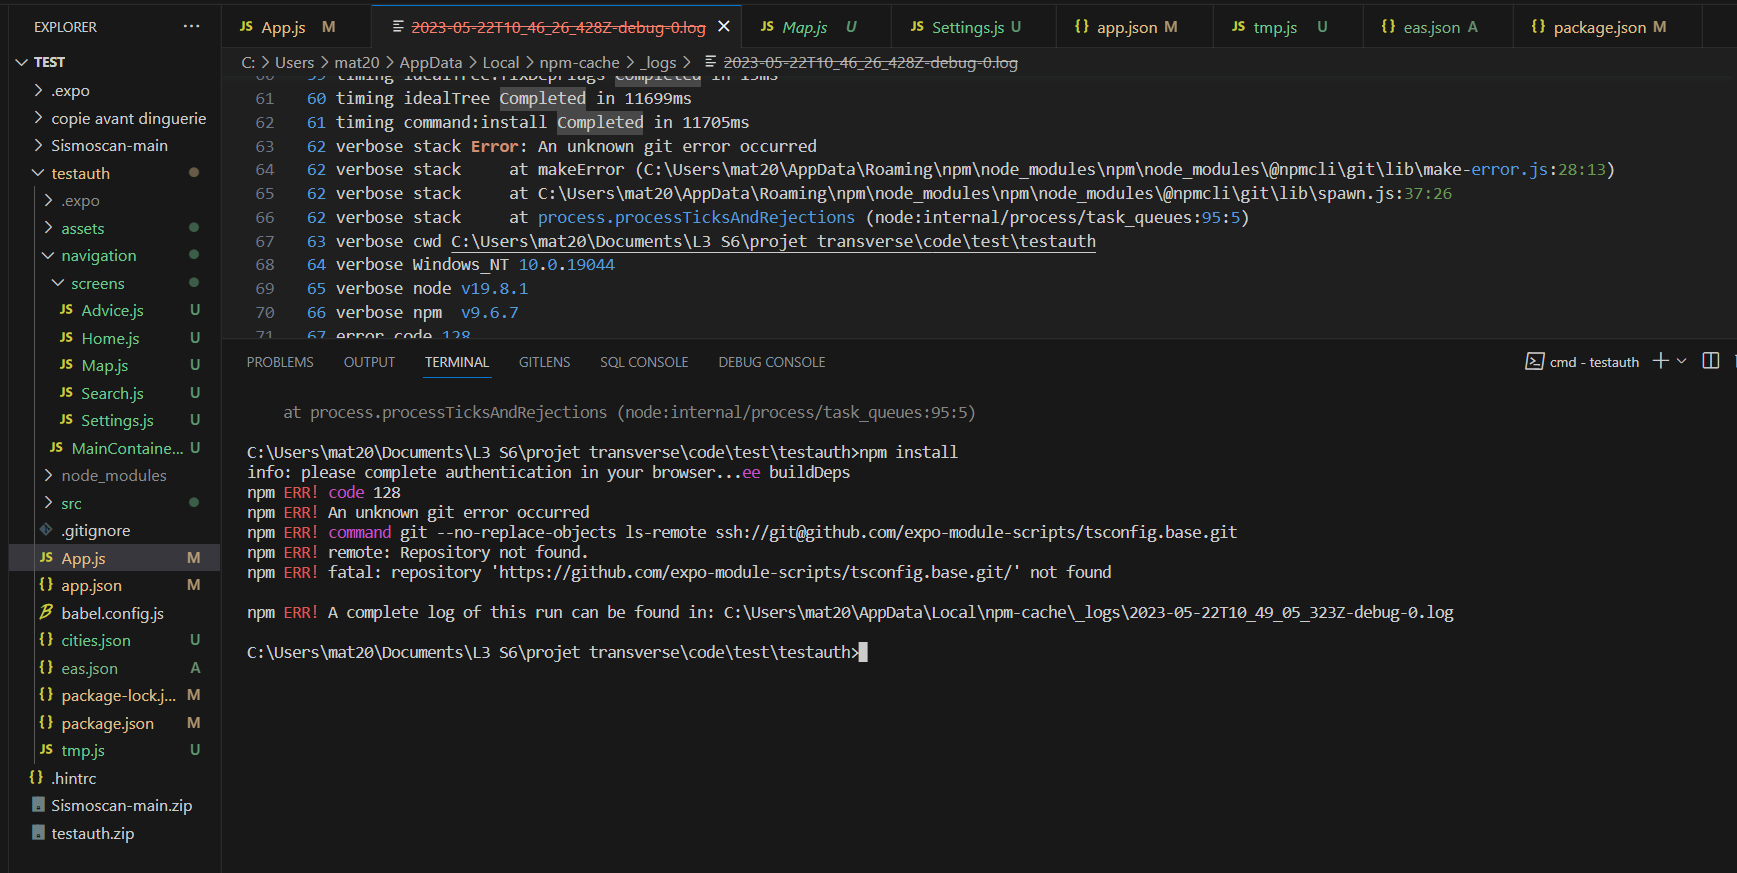 EXPLORER ...
TEST
.expo
copie avant dinguerie
Sismoscan-main
testauth
.expo
assets
navigation
screens
JS Advice.js U
JS Home.js U
JS Map.js U
JS Search.js U
JS Settings.js U
JS MainContaine... U
node_modules
src
.gitignore
JS App.js M
{} app.json M
babel.config.js
{} cities.json U
{} eas.json A
{} package-lock.j... M
{} package.json M
JS tmp.js U
{} .hintrc
Sismoscan-main.zip
testauth.zip
JS App.js M 2023-05-22T10_46_26_428Z-debug-0.log JS Map.js U JS Settings.js U {} app.json M JS tmp.js U {} eas.json A {} package.json M
C: > Users > mat20 > AppData > Local > npm-cache > _logs > 2023-05-22T10_46_26_428Z-debug-0.log
60 59 timing idealTree:fixDepFlags Completed in 15ms
61 60 timing idealTree Completed in 11699ms
62 61 timing command:install Completed in 11705ms
63 62 verbose stack Error: An unknown git error occurred
64 62 verbose stack     at makeError (C:\Users\mat20\AppData\Roaming\npm\node_modules\npm\node_modules\@npmcli\git\lib\make-error.js:28:13)
65 62 verbose stack     at C:\Users\mat20\AppData\Roaming\npm\node_modules\npm\node_modules\@npmcli\git\lib\spawn.js:37:26
66 62 verbose stack     at process.processTicksAndRejections (node:internal/process/task_queues:95:5)
67 63 verbose cwd C:\Users\mat20\Documents\L3 S6\projet transverse\code\test\testauth
68 64 verbose Windows_NT 10.0.19044
69 65 verbose node v19.8.1
70 66 verbose npm  v9.6.7
71 67 error code 128
PROBLEMS OUTPUT TERMINAL GITLENS SQL CONSOLE DEBUG CONSOLE cmd - testauth
at process.processTicksAndRejections (node:internal/process/task_queues:95:5)
C:\Users\mat20\Documents\L3 S6\projet transverse\code\test\testauth>npm install
info: please complete authentication in your browser...ee buildDeps
npm ERR! code 128
npm ERR! An unknown git error occurred
npm ERR! command git --no-replace-objects ls-remote ssh://git@github.com/expo-module-scripts/tsconfig.base.git
npm ERR! remote: Repository not found.
npm ERR! fatal: repository 'https://github.com/expo-module-scripts/tsconfig.base.git/' not found
npm ERR! A complete log of this run can be found in: C:\Users\mat20\AppData\Local\npm-cache\_logs\2023-05-22T10_49_05_323Z-debug-0.log
C:\Users\mat20\Documents\L3 S6\projet transverse\code\test\testauth>